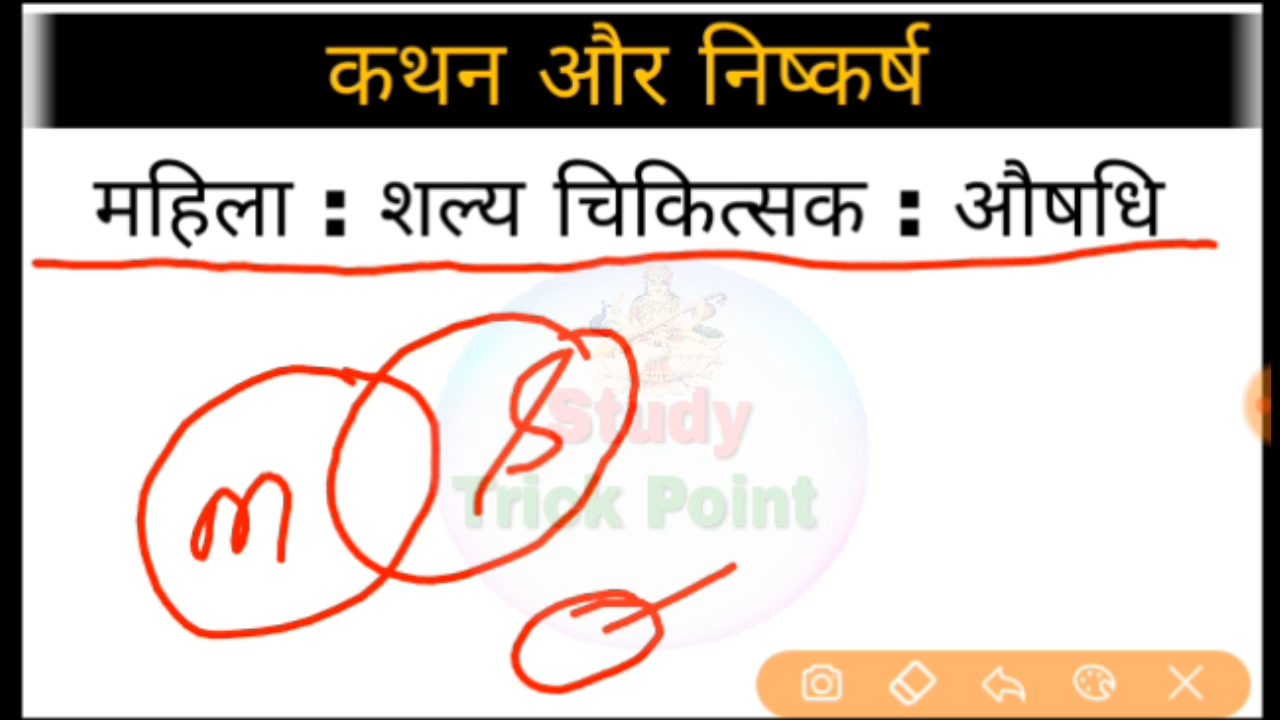 कथन और निष्कर्ष
महिला : शल्य चिकित्सक : औषधि
m
S
Study
Trick Point